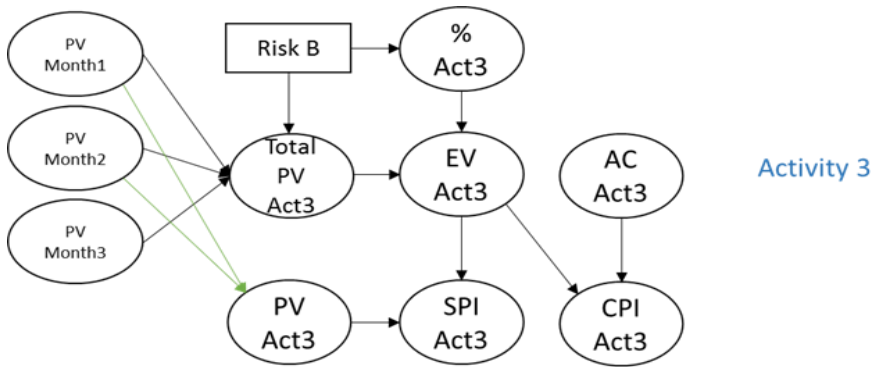 PV
Month1
Risk B
%
Act3
PV
Month2
Total
PV
Act3
EV
Act3
AC
Act3
Activity 3
PV
Month3
PV
Act3
SPI
Act3
CPI
Act3